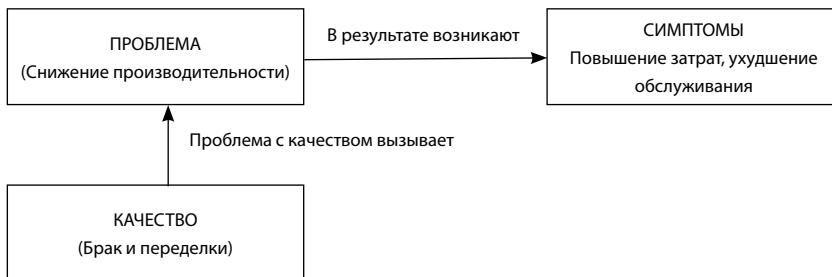 ПРОБЛЕМА
(Снижение производительности)
В результате возникают
СИМПТОМЫ
Повышение затрат, ухудшение
обслуживания
Проблема с качеством вызывает
КАЧЕСТВО
(Брак и переделки)